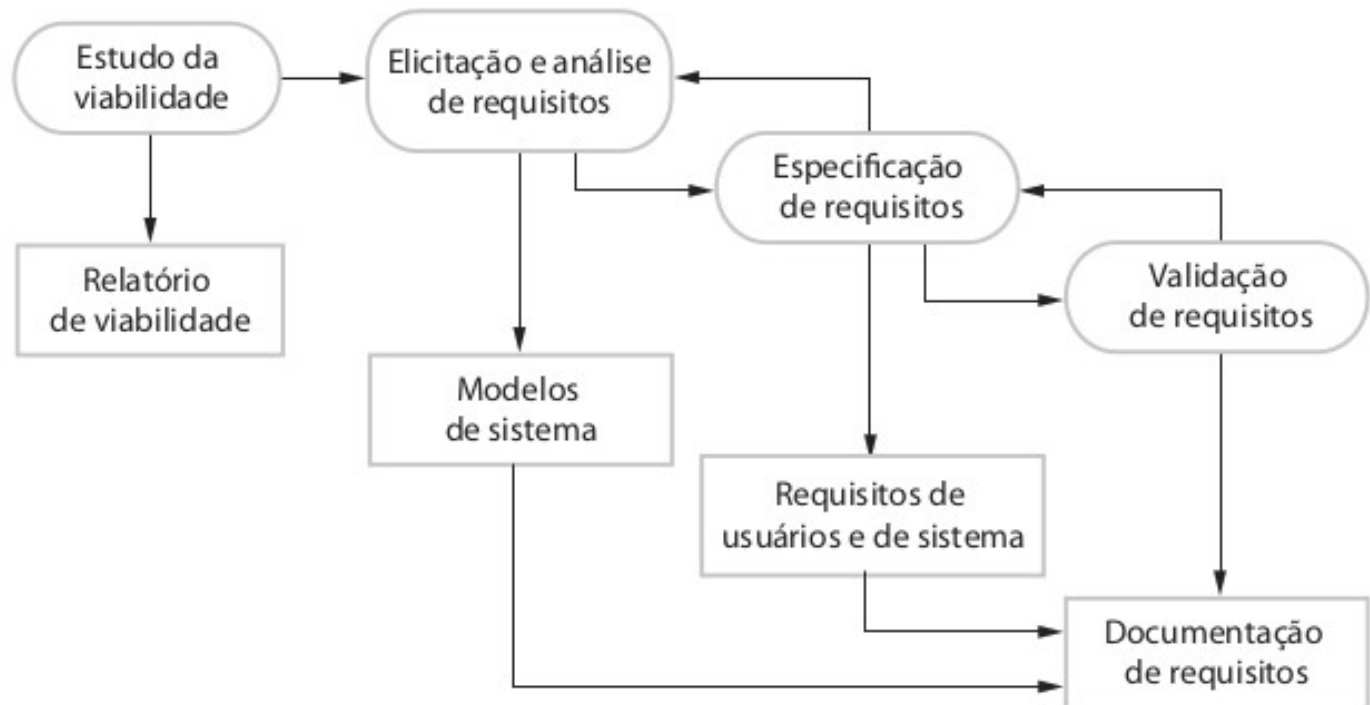 Estudo da
viabilidade
Elicitação e análise
de requisitos
Especificação
de requisitos
Validação
de requisitos
Relatório
de viabilidade
Modelos
de sistema
Requisitos de
usuários e de sistema
Documentação
de requisitos